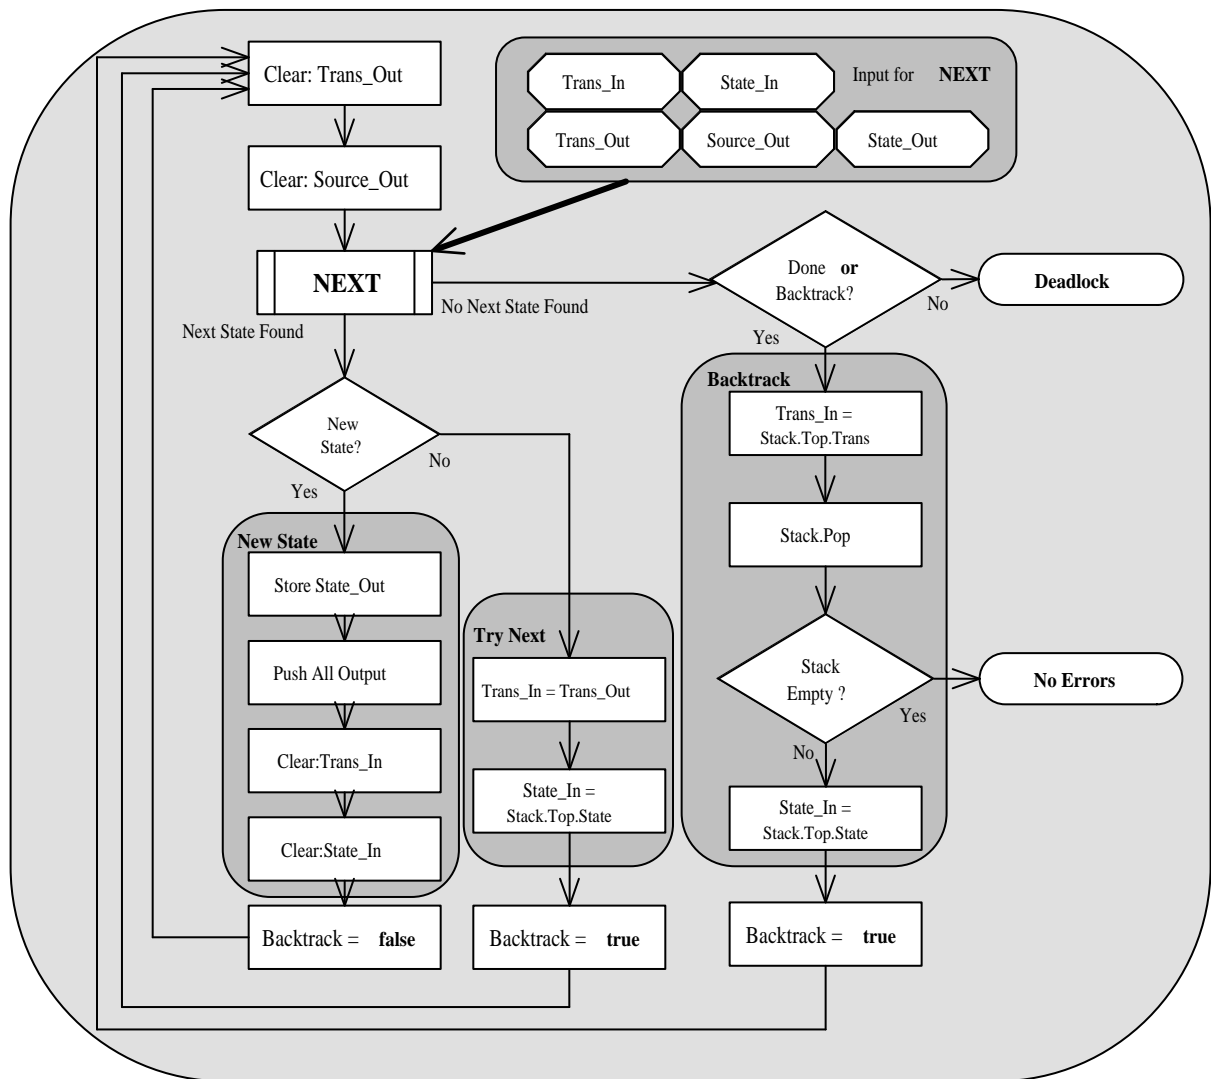 Clear: Trans_Out
Trans_In
State_In
Input for NEXT
Trans_Out
Source_Out
State_Out
Clear: Source_Out
NEXT
No Next State Found
Next State Found
Done or
Backtrack?
No
Deadlock
Yes
Backtrack
Trans_In =
Stack.Top.Trans
Stack.Pop
Stack
Empty ?
Yes
No Errors
No
State_In =
Stack.Top.State
Backtrack = true
New
State?
No
Yes
New State
Store State_Out
Push All Output
Clear:Trans_In
Clear:State_In
Backtrack = false
Try Next
Trans_In = Trans_Out
State_In =
Stack.Top.State
Backtrack = true